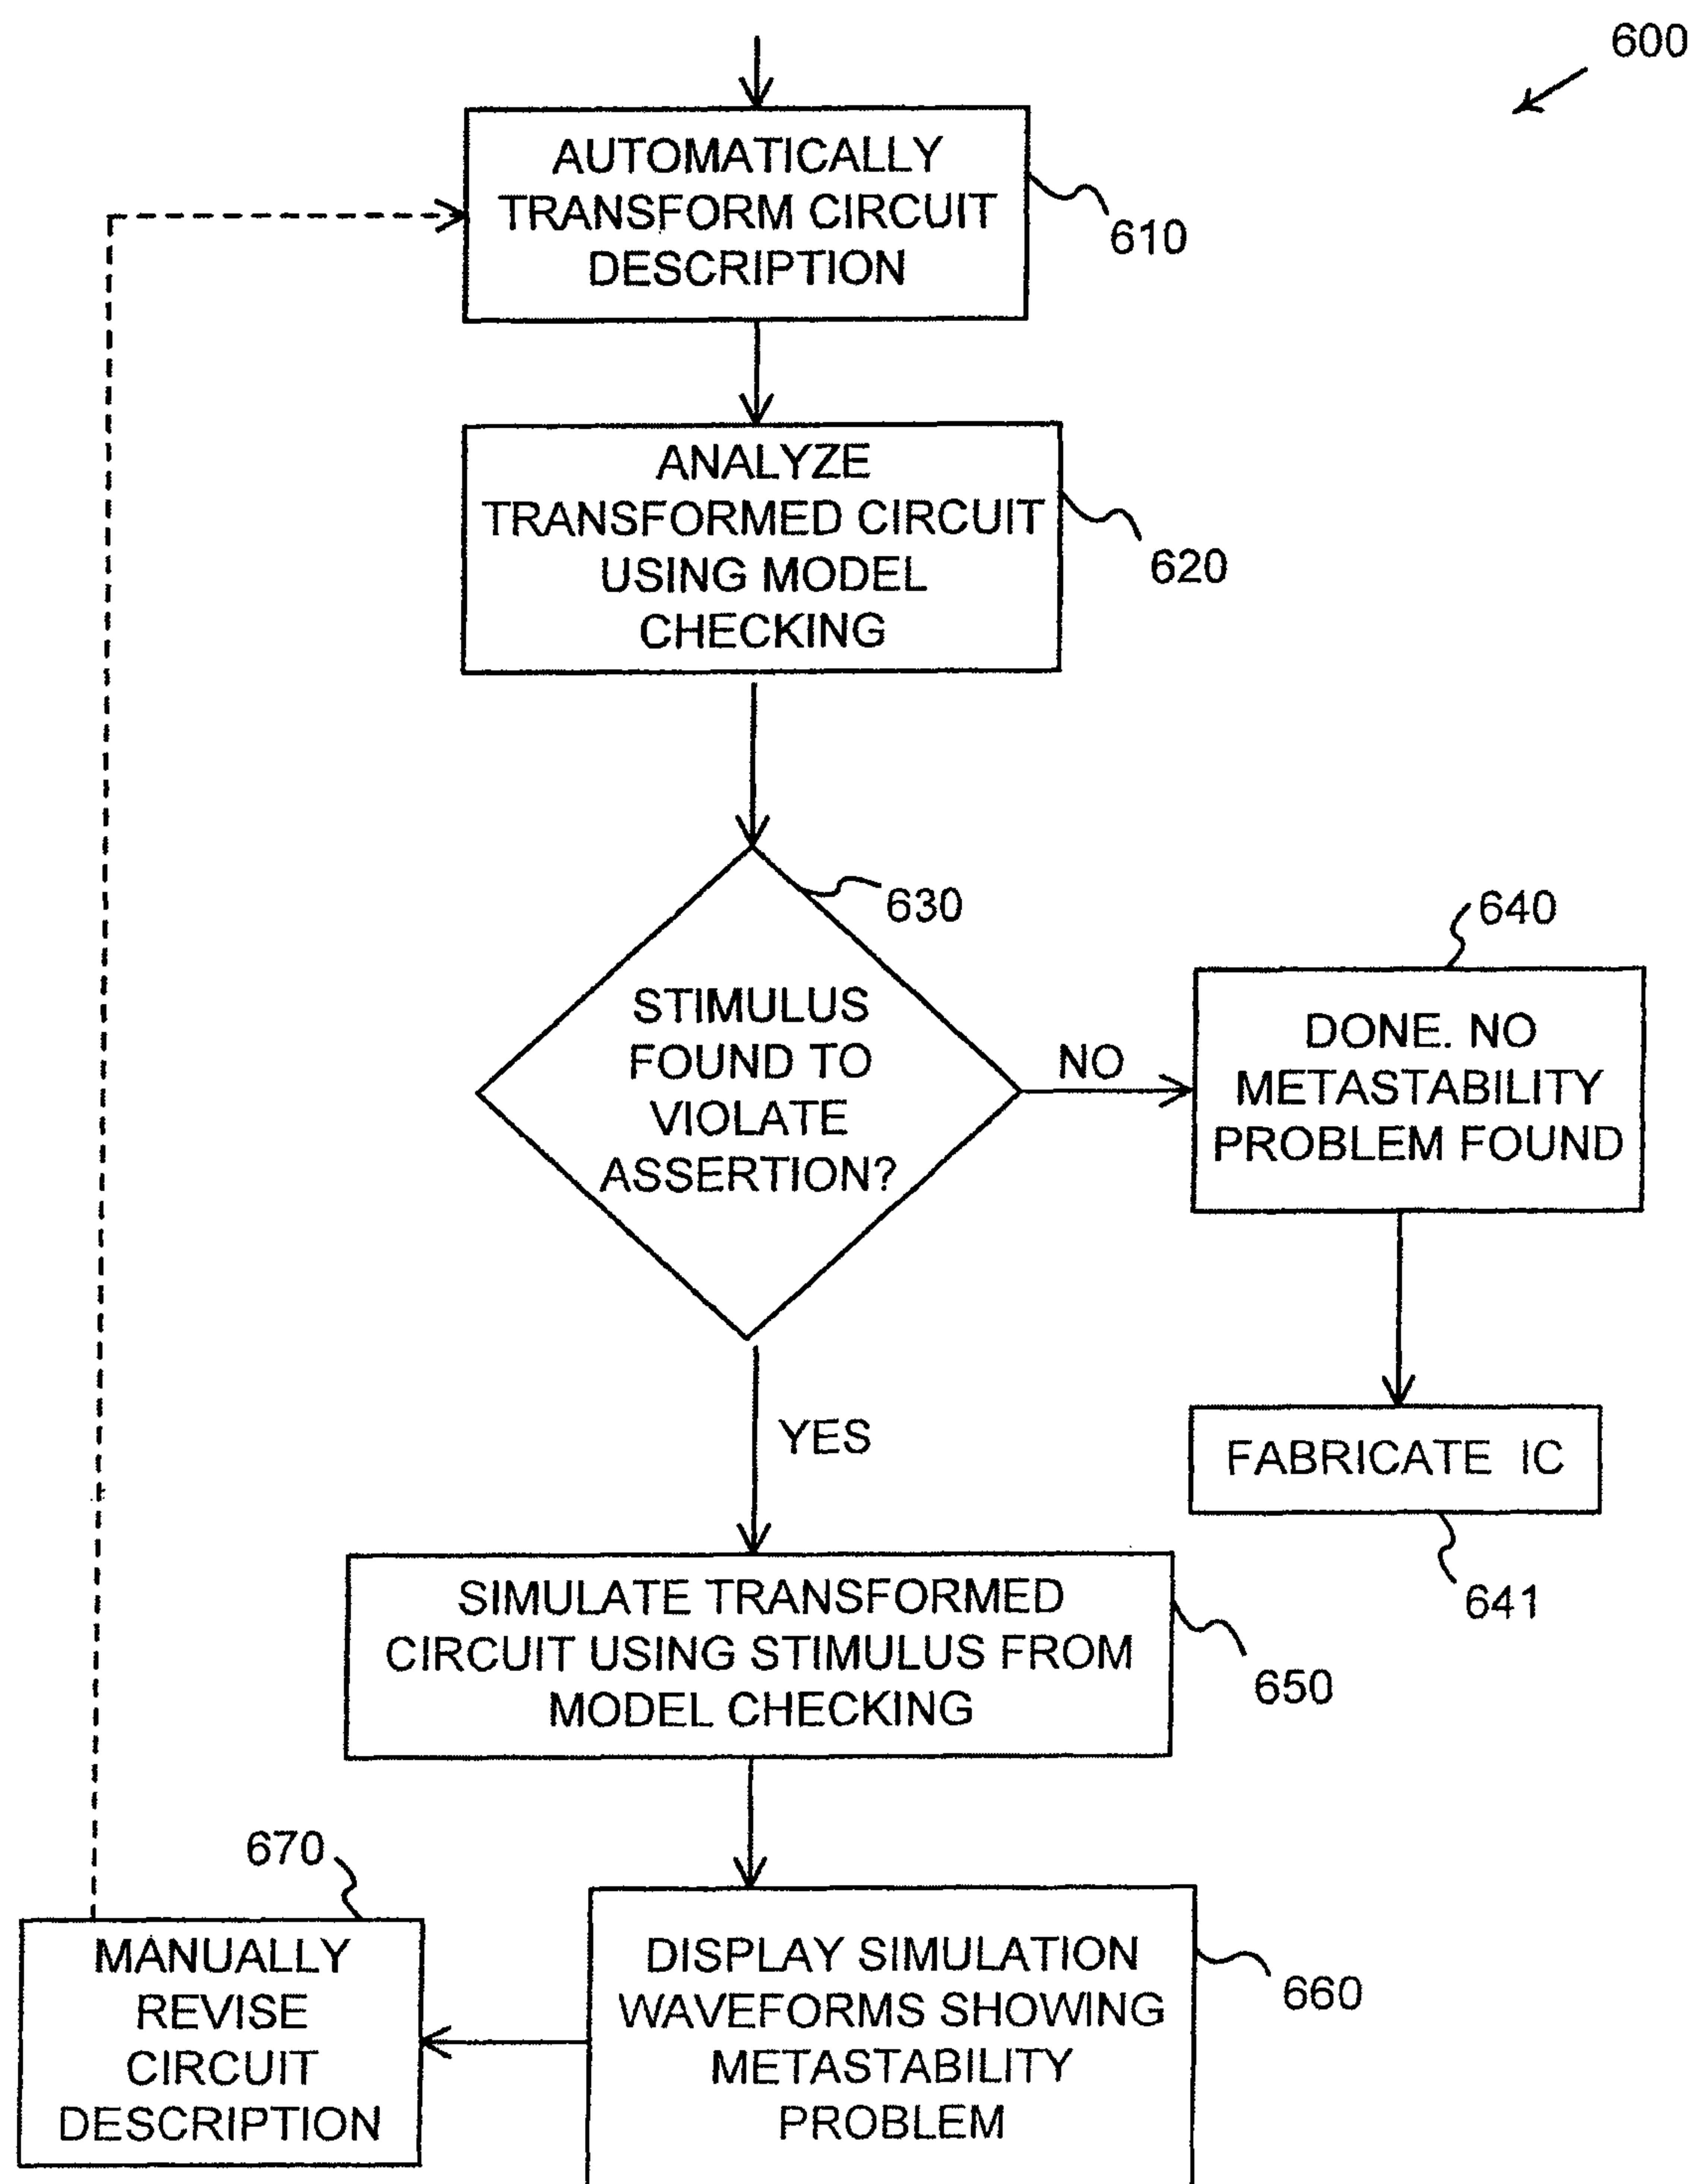 600
AUTOMATICALLY
TRANSFORM CIRCUIT
DESCRIPTION
610
ANALYZE
TRANSFORMED CIRCUIT
USING MODEL
CHECKING
620
630
STIMULUS
FOUND TO
VIOLATE
ASSERTION?
NO
640
DONE. NO
METASTABILITY
PROBLEM FOUND
YES
FABRICATE IC
641
SIMULATE TRANSFORMED
CIRCUIT USING STIMULUS FROM
MODEL CHECKING
650
670
MANUALLY
REVISE
CIRCUIT
DESCRIPTION
DISPLAY SIMULATION
WAVEFORMS SHOWING
METASTABILITY
PROBLEM
660